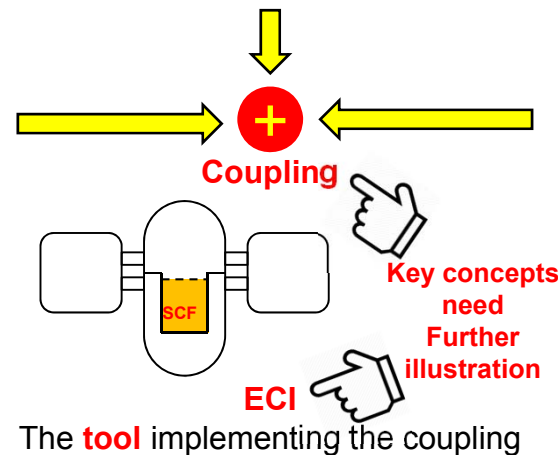 +
Coupling
SCF
Key concepts
need
Further
illustration
ECI
The tool implementing the coupling